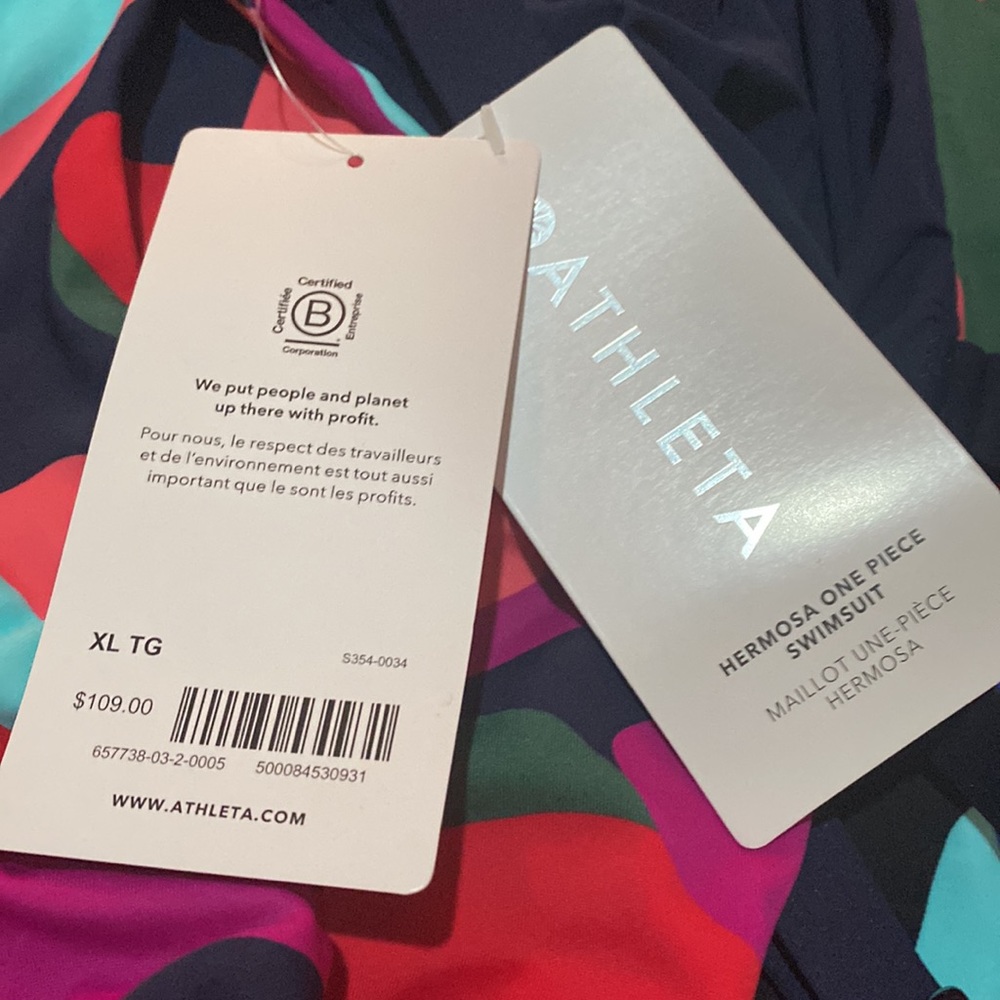 Certified
Certifiée
B
Entreprise
Corporation
We put people and planet
up there with profit.
Pour nous, le respect des travailleurs
et de l'environnement est tout aussi
important que le sont les profits.
XL TG
S354-0034
$109.00
657738-03-2-0005 500084530931
WWW.ATHLETA.COM
ATHLETA
HERMOSA ONE PIECE
SWIMSUIT
MAILLOT UNE-PIÈCE
HERMOSA